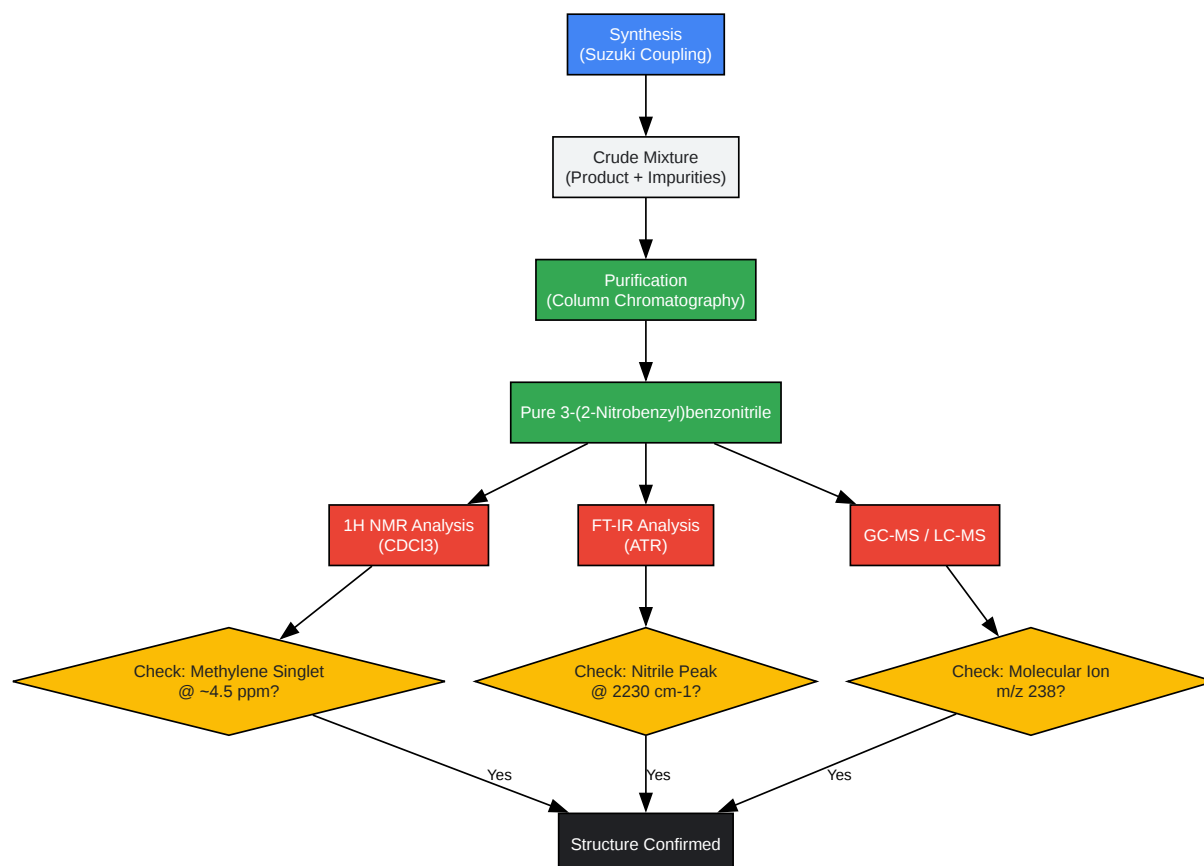 Synthesis
(Suzuki Coupling)
Crude Mixture
(Product + Impurities)
Purification
(Column Chromatography)
Pure 3-(2-Nitrobenzyl)benzonitrile
1H NMR Analysis
(CDCl3)
FT-IR Analysis
(ATR)
GC-MS / LC-MS
Check: Methylene Singlet
@ ~4.5 ppm?
Check: Nitrile Peak
@ 2230 cm-1?
Check: Molecular Ion
m/z 238?
Yes
Yes
Yes
Structure Confirmed